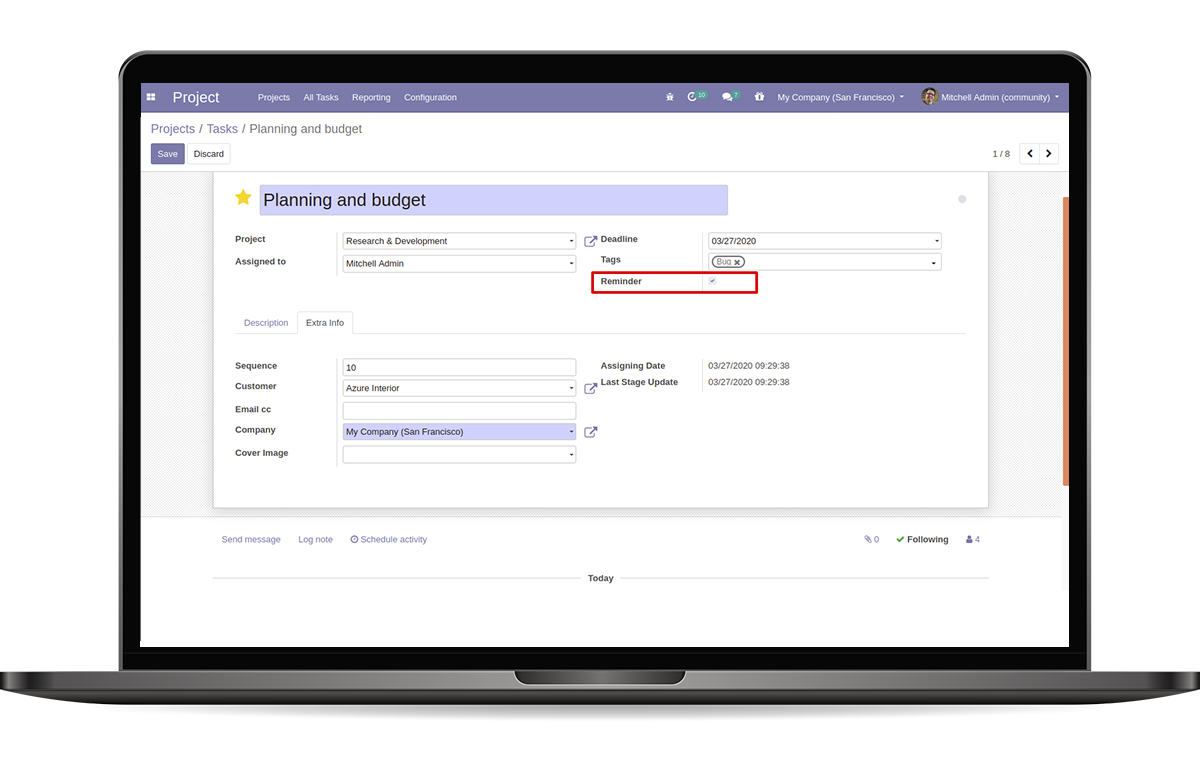 Project Projects All Tasks Reporting Configuration 10 7 My Company (San Francisco) Mitchell Admin (community)
Projects / Tasks / Planning and budget
Save Discard 1 / 8
Planning and budget
Project Research & Development Deadline 03/27/2020
Assigned to Mitchell Admin Tags Bug
Reminder
Description Extra Info
Sequence 10 Assigning Date 03/27/2020 09:29:38
Customer Azure Interior Last Stage Update 03/27/2020 09:29:38
Email cc
Company My Company (San Francisco)
Cover Image
Send message Log note Schedule activity 0 Following 4
Today